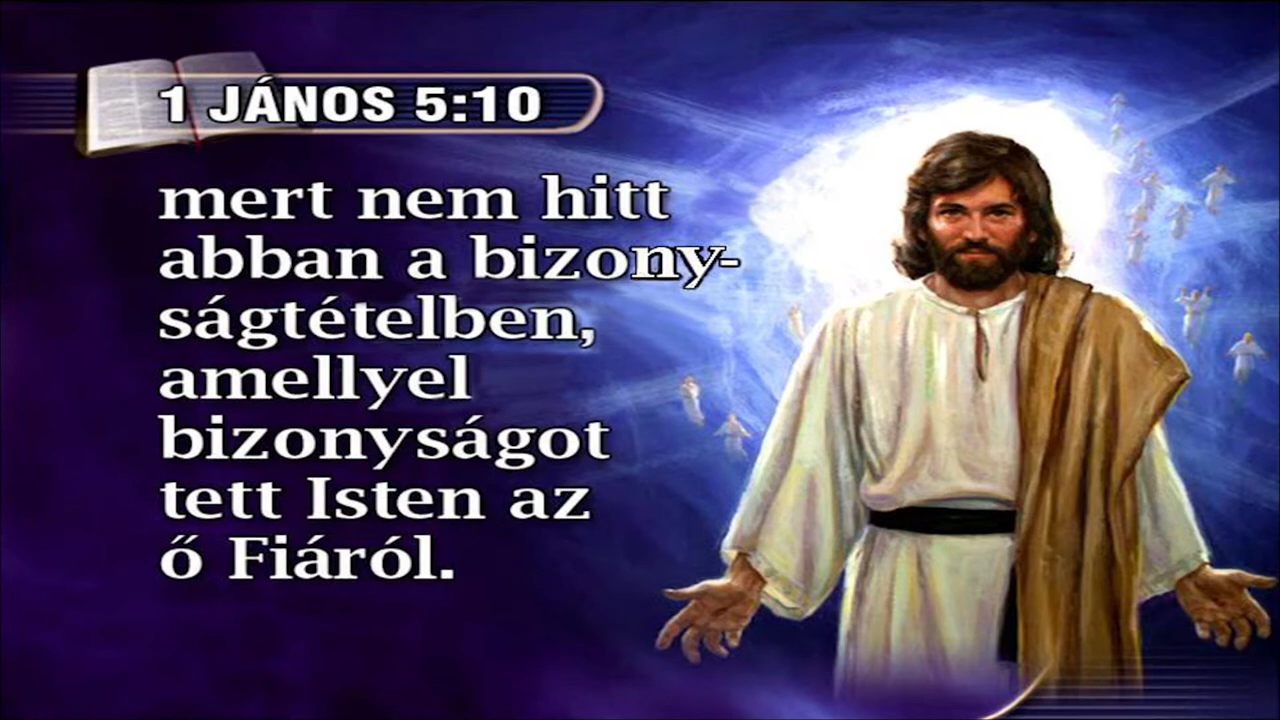 1 JÁNOS 5:10
mert nem hitt
abban a bizony-
ságtételben,
amellyel
bizonyságot
tett Isten az
ő Fiáról.